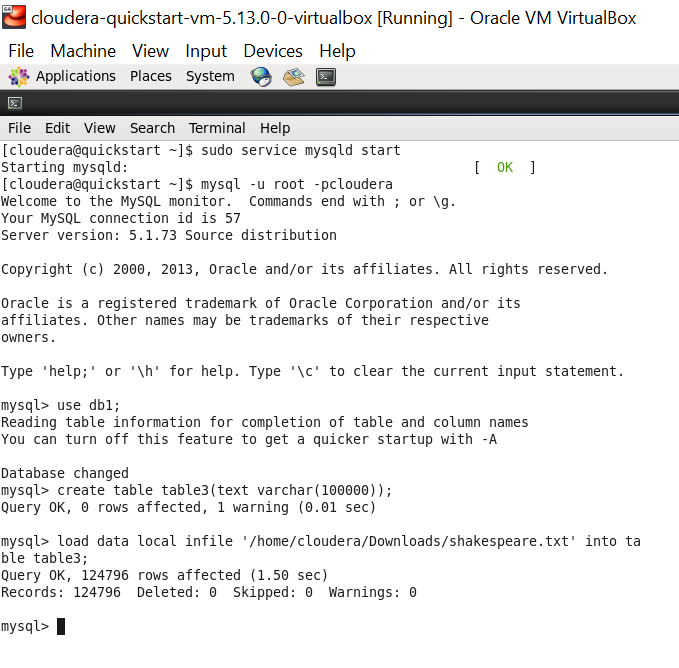 64
cloudera-quickstart-vm-5.13.0-0-virtualbox [Running] - Oracle VM VirtualBox
File Machine View Input Devices Help
Applications Places System
File Edit View Search Terminal Help
[cloudera@quickstart ~]$ sudo service mysqld start
Starting mysqld: [ OK ]
[cloudera@quickstart ~]$ mysql -u root -pcloudera
Welcome to the MySQL monitor.  Commands end with ; or \g.
Your MySQL connection id is 57
Server version: 5.1.73 Source distribution
Copyright (c) 2000, 2013, Oracle and/or its affiliates. All rights reserved.
Oracle is a registered trademark of Oracle Corporation and/or its
affiliates. Other names may be trademarks of their respective
owners.
Type 'help;' or '\h' for help. Type '\c' to clear the current input statement.
mysql> use db1;
Reading table information for completion of table and column names
You can turn off this feature to get a quicker startup with -A
Database changed
mysql> create table table3(text varchar(100000));
Query OK, 0 rows affected, 1 warning (0.01 sec)
mysql> load data local infile '/home/cloudera/Downloads/shakespeare.txt' into ta
ble table3;
Query OK, 124796 rows affected (1.50 sec)
Records: 124796  Deleted: 0  Skipped: 0  Warnings: 0
mysql>